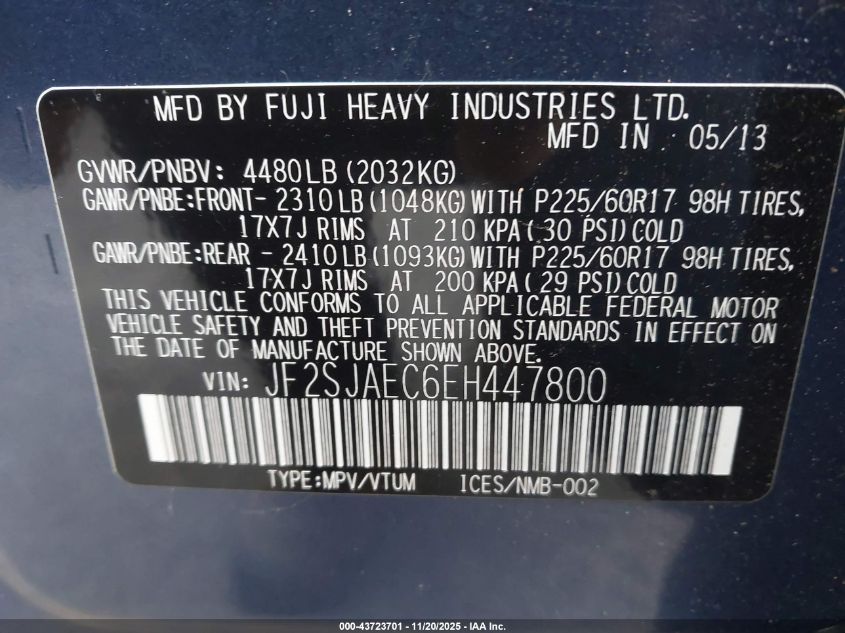 MFD BY FUJI HEAVY INDUSTRIES LTD.
MFD IN 05/13
GVWR/PNBV: 4480LB (2032KG)
GAWR/PNBE:FRONT- 2310 LB (1048KG) WITH P225/60R17 98H TIRES,
17X7J RIMS AT 210 KPA ( 30 PSI) COLD
GAWR/PNBE:REAR - 2410 LB (1093KG) WITH P225/60R17 98H TIRES,
17X7J RIMS AT 200 KPA ( 29 PSI) COLD
THIS VEHICLE CONFORMS TO ALL APPLICABLE FEDERAL MOTOR
VEHICLE SAFETY AND THEFT PREVENTION STANDARDS IN EFFECT ON
THE DATE OF MANUFACTURE SHOWN ABOVE.
VIN: JF2SJAEC6EH447800
TYPE:MPV/VTUM ICES/NMB-002
000-43723701 - 11/20/2025 - IAA Inc.